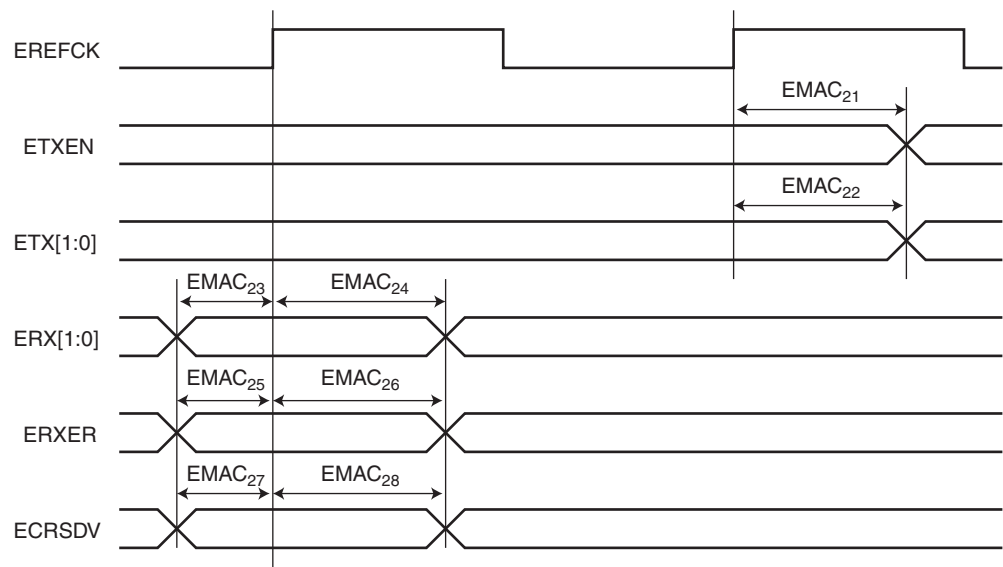 EREFCK
EMAC21
ETXEN
EMAC22
ETX[1:0]
EMAC23 EMAC24
ERX[1:0]
EMAC25 EMAC26
ERXER
EMAC27 EMAC28
ECRSDV